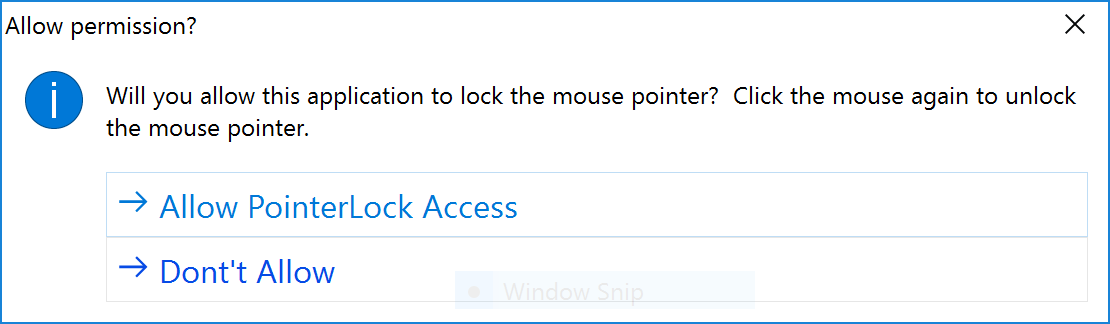 Allow permission?
Will you allow this application to lock the mouse pointer?  Click the mouse again to unlock
the mouse pointer.
Allow PointerLock Access
Dont't Allow
Window Snip